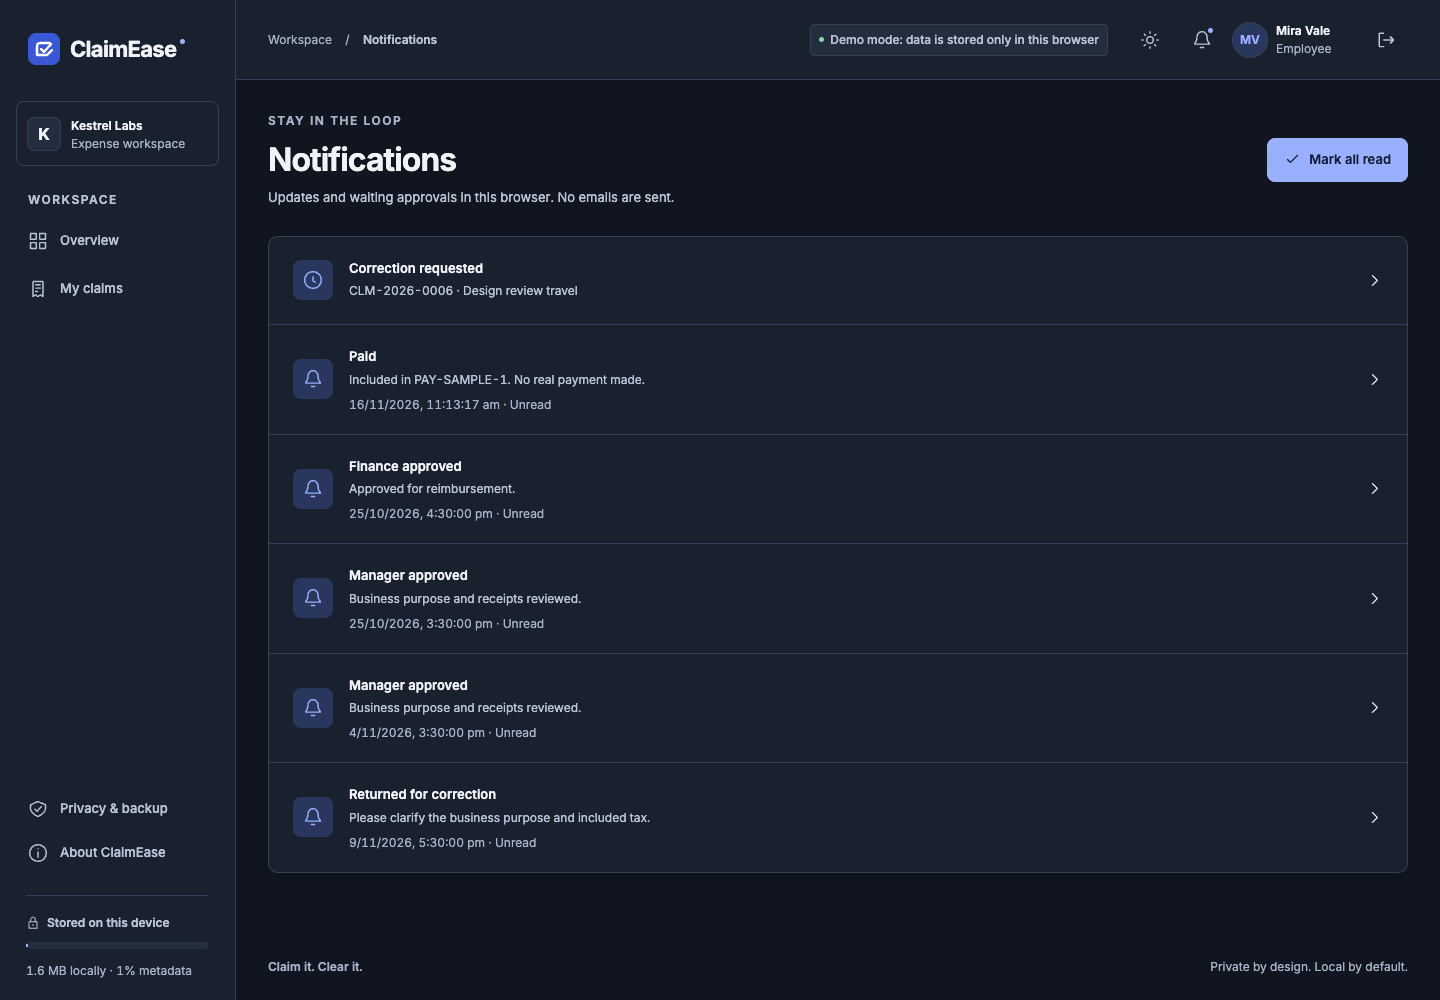 ClaimEase
K
Kestrel Labs
Expense workspace
WORKSPACE
Overview
My claims
Privacy & backup
About ClaimEase
Stored on this device
1.6 MB locally · 1% metadata
Workspace / Notifications
Demo mode: data is stored only in this browser
MV
Mira Vale
Employee
STAY IN THE LOOP
Notifications
Updates and waiting approvals in this browser. No emails are sent.
Mark all read
Correction requested
CLM-2026-0006 · Design review travel
Paid
Included in PAY-SAMPLE-1. No real payment made.
16/11/2026, 11:13:17 am · Unread
Finance approved
Approved for reimbursement.
25/10/2026, 4:30:00 pm · Unread
Manager approved
Business purpose and receipts reviewed.
25/10/2026, 3:30:00 pm · Unread
Manager approved
Business purpose and receipts reviewed.
4/11/2026, 3:30:00 pm · Unread
Returned for correction
Please clarify the business purpose and included tax.
9/11/2026, 5:30:00 pm · Unread
Claim it. Clear it.
Private by design. Local by default.